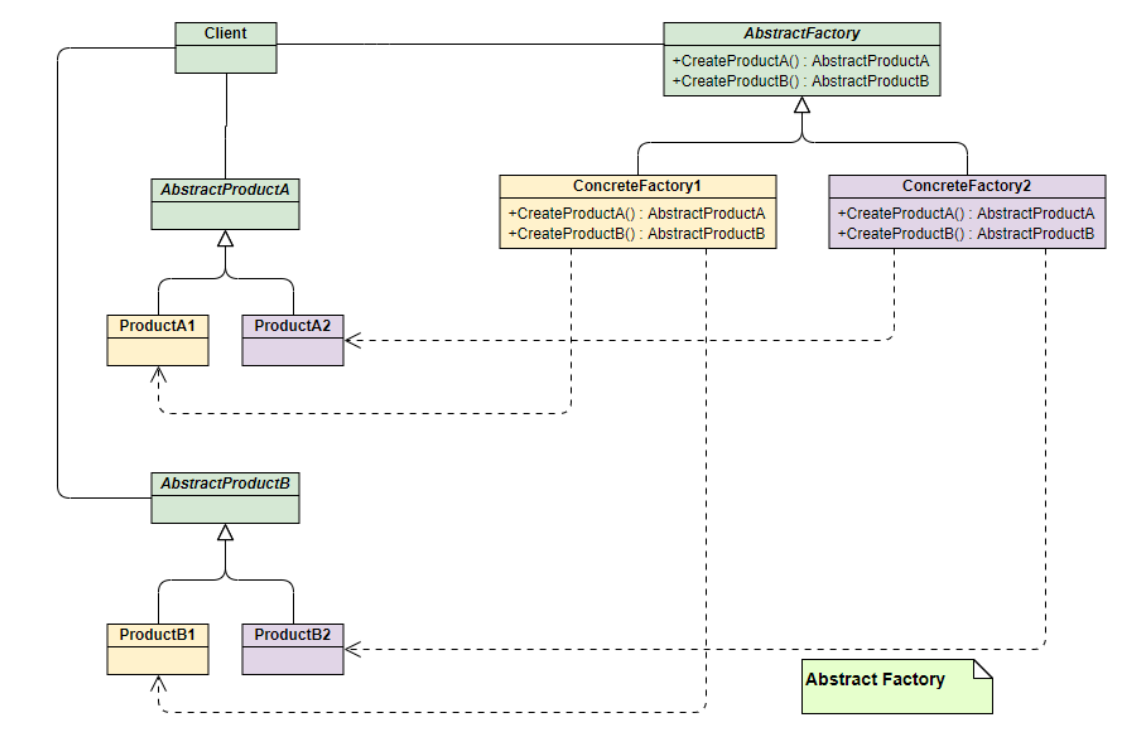 Client
AbstractFactory
+CreateProductA() : AbstractProductA
+CreateProductB() : AbstractProductB
AbstractProductA
ConcreteFactory1
+CreateProductA() : AbstractProductA
+CreateProductB() : AbstractProductB
ConcreteFactory2
+CreateProductA() : AbstractProductA
+CreateProductB() : AbstractProductB
ProductA1
ProductA2
AbstractProductB
ProductB1
ProductB2
Abstract Factory